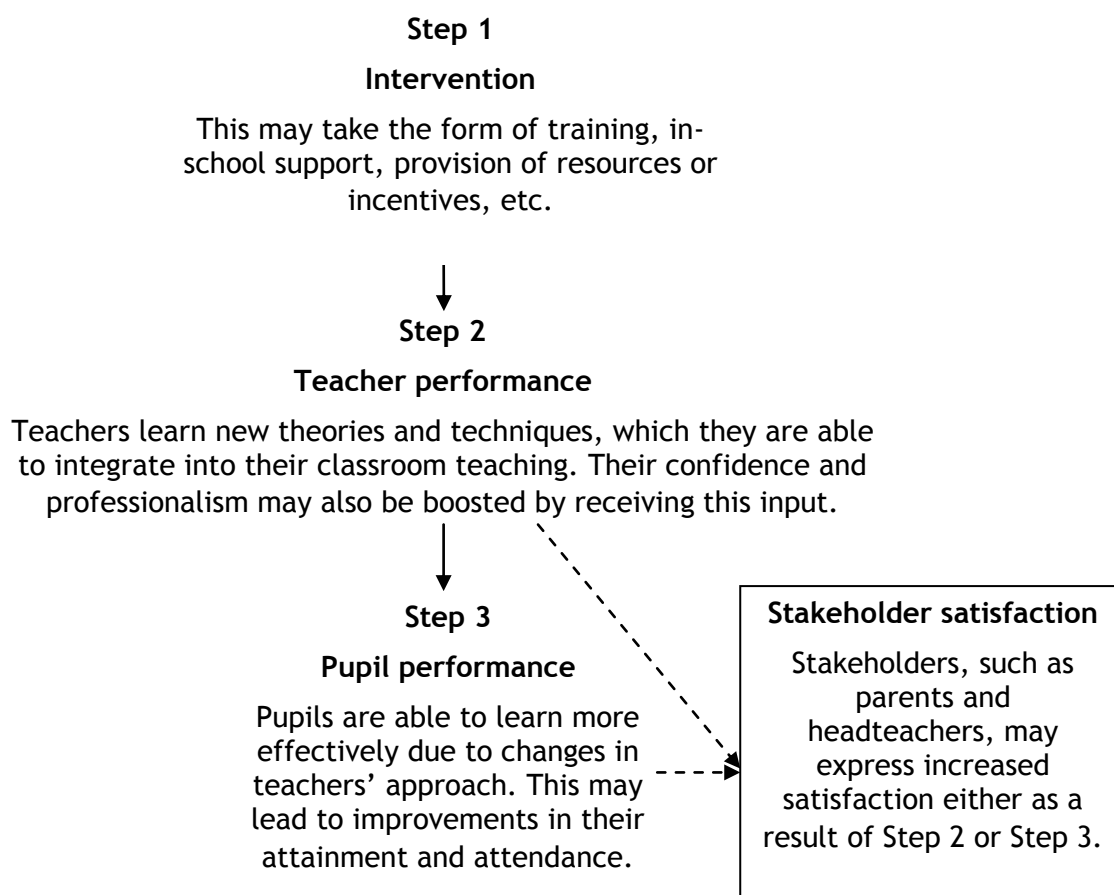 Step 1
Intervention
This may take the form of training, in-
school support, provision of resources or
incentives, etc.
Step 2
Teacher performance
Teachers learn new theories and techniques, which they are able
to integrate into their classroom teaching. Their confidence and
professionalism may also be boosted by receiving this input.
Step 3
Pupil performance
Pupils are able to learn more
effectively due to changes in
teachers’ approach. This may
lead to improvements in their
attainment and attendance.
Stakeholder satisfaction
Stakeholders, such as
parents and
headteachers, may
express increased
satisfaction either as a
result of Step 2 or Step 3.